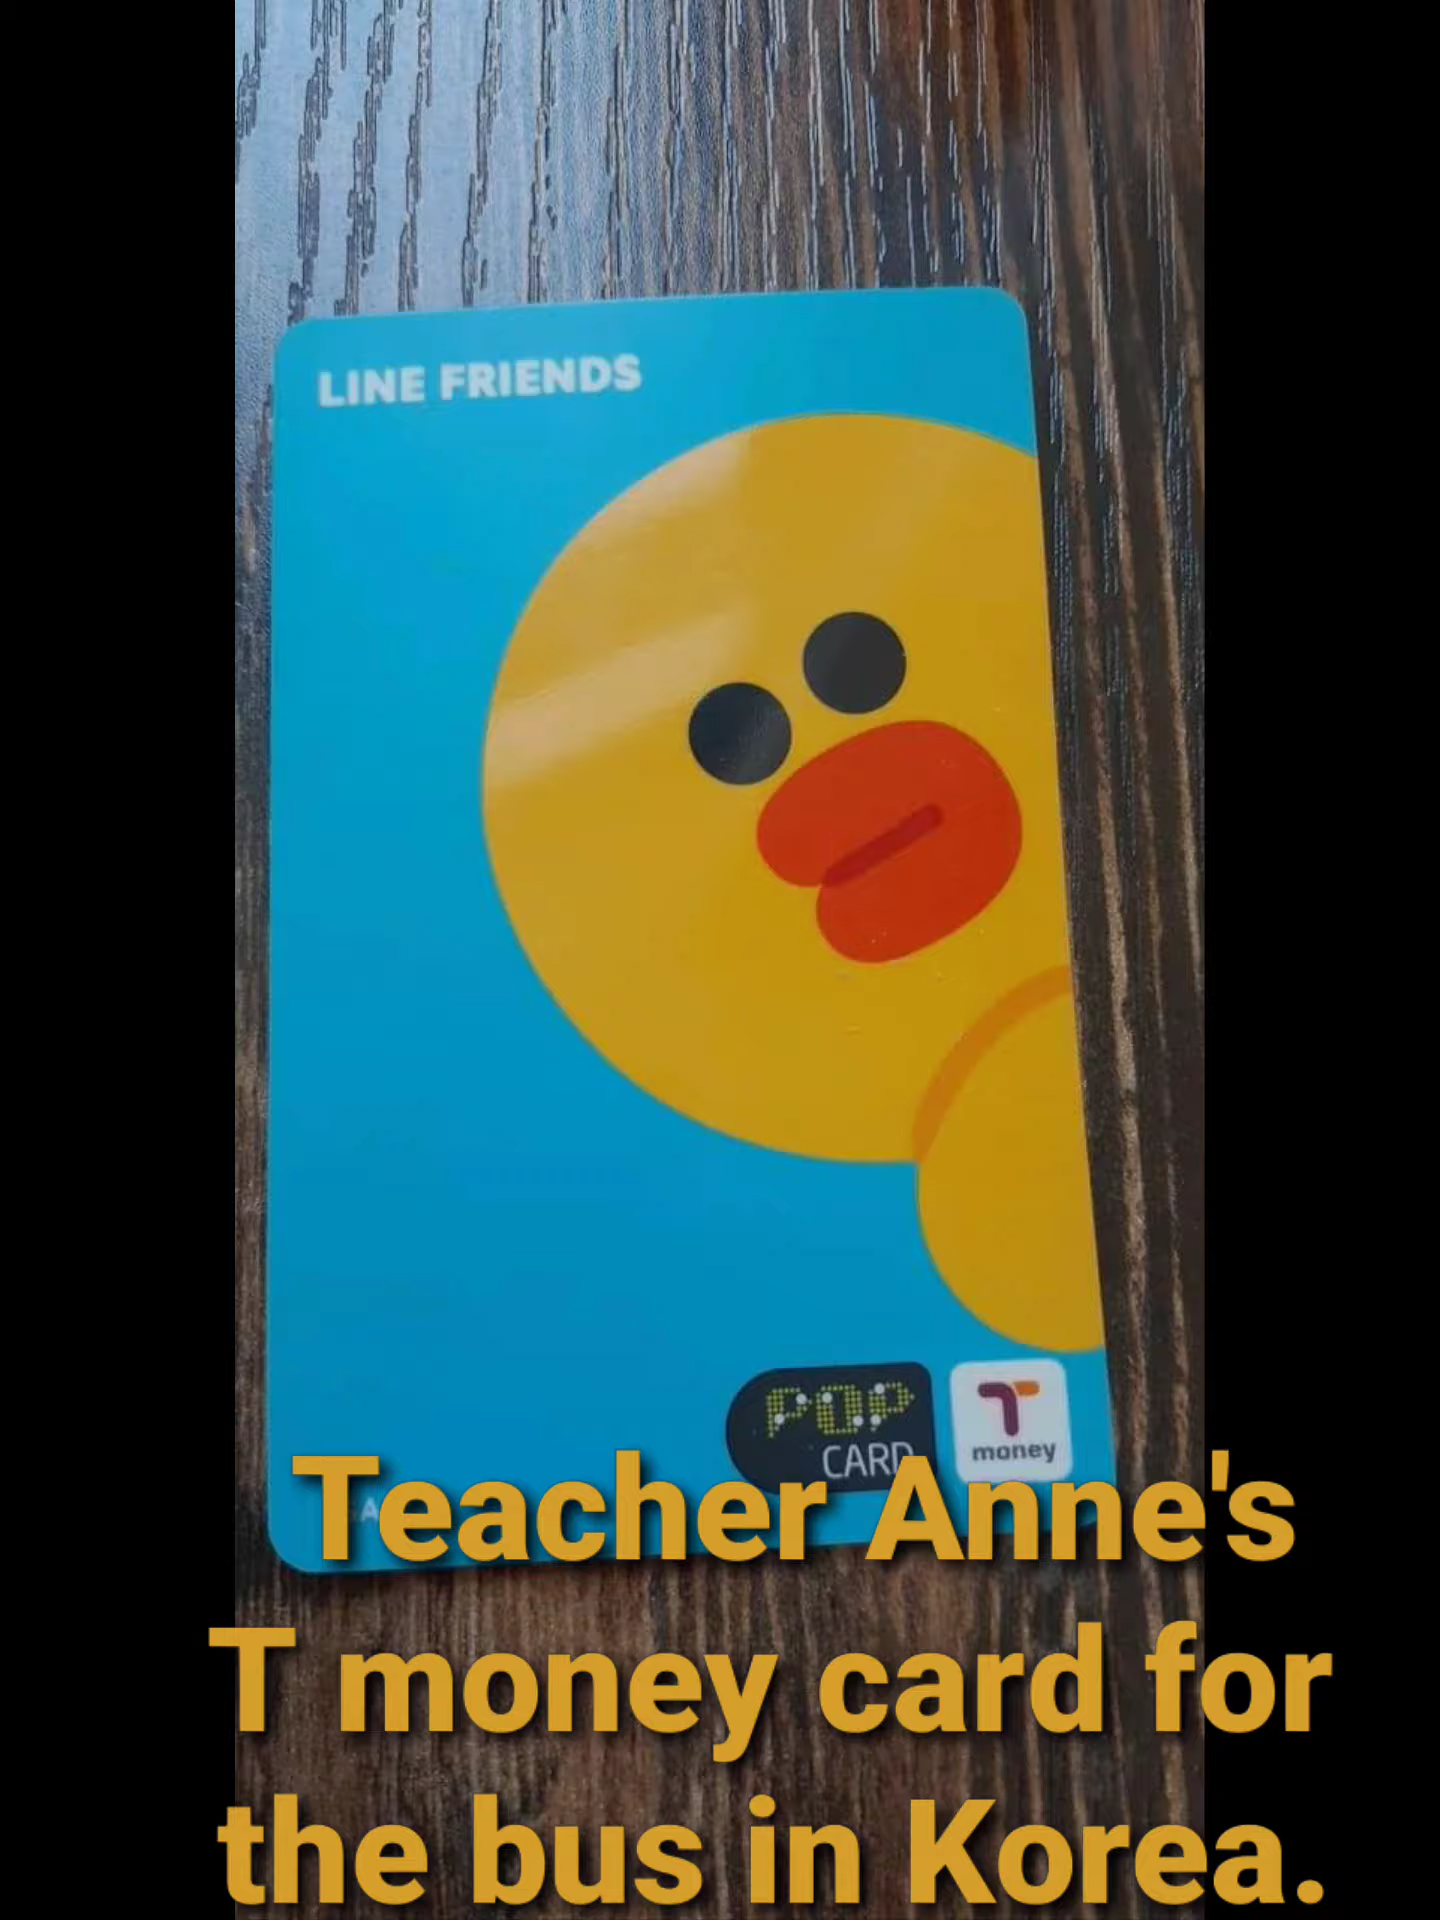 LINE FRIENDS
POP
CARD
T
money
Teacher Anne's
T money card for
the bus in Korea.